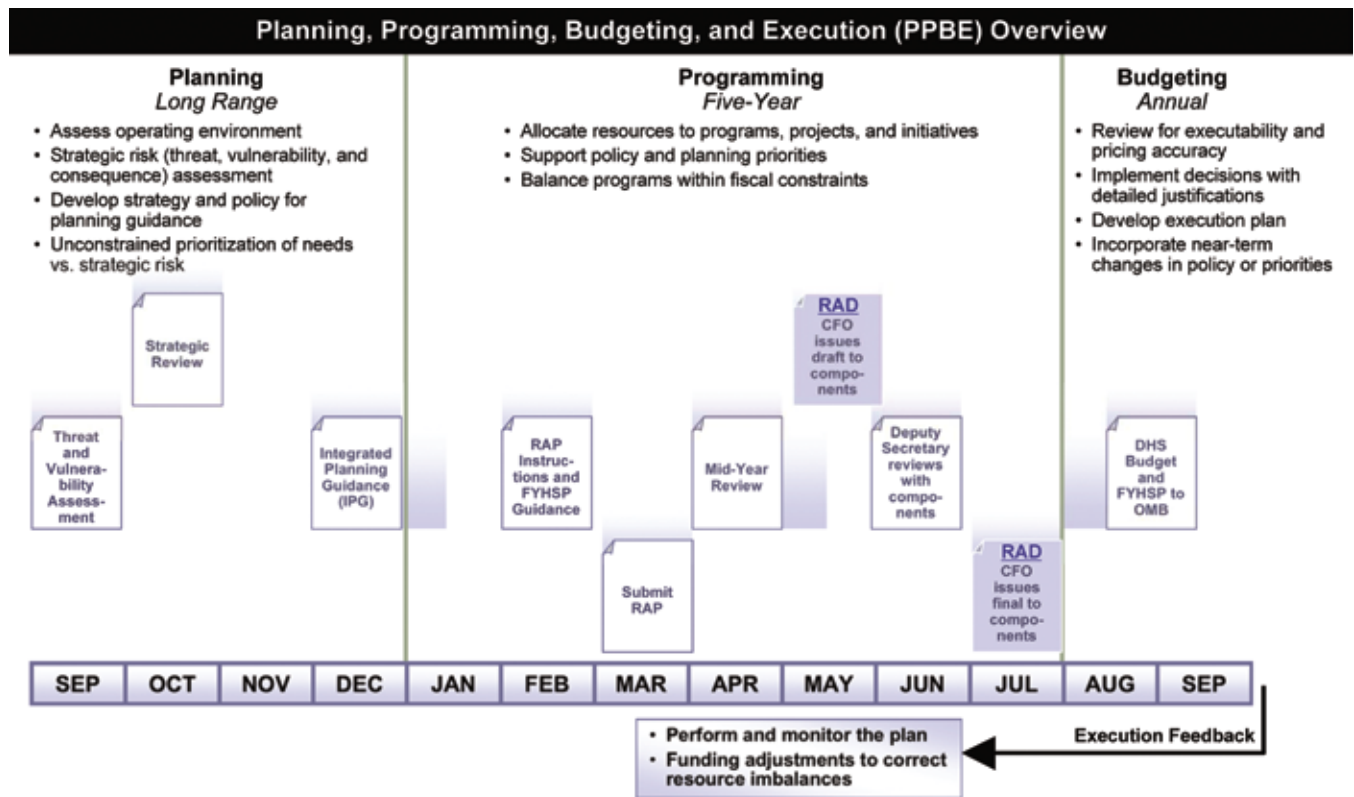 Planning, Programming, Budgeting, and Execution (PPBE) Overview
Planning
Long Range
• Assess operating environment
• Strategic risk (threat, vulnerability, and
consequence) assessment
• Develop strategy and policy for
planning guidance
• Unconstrained prioritization of needs
vs. strategic risk
Programming
Five-Year
• Allocate resources to programs, projects, and initiatives
• Support policy and planning priorities
• Balance programs within fiscal constraints
Budgeting
Annual
• Review for executability and
pricing accuracy
• Implement decisions with
detailed justifications
• Develop execution plan
• Incorporate near-term
changes in policy or priorities
Threat
and
Vulnera-
bility
Assess-
ment
Strategic
Review
Integrated
Planning
Guidance
(IPG)
RAP
Instruc-
tions and
FYHSP
Guidance
Submit
RAP
Mid-Year
Review
RAD
CFO
issues
draft to
compo-
nents
Deputy
Secretary
reviews
with
compo-
nents
RAD
CFO
issues
final to
compo-
nents
DHS
Budget
and
FYHSP to
OMB
SEP OCT NOV DEC JAN FEB MAR APR MAY JUN JUL AUG SEP
• Perform and monitor the plan
• Funding adjustments to correct
resource imbalances
Execution Feedback